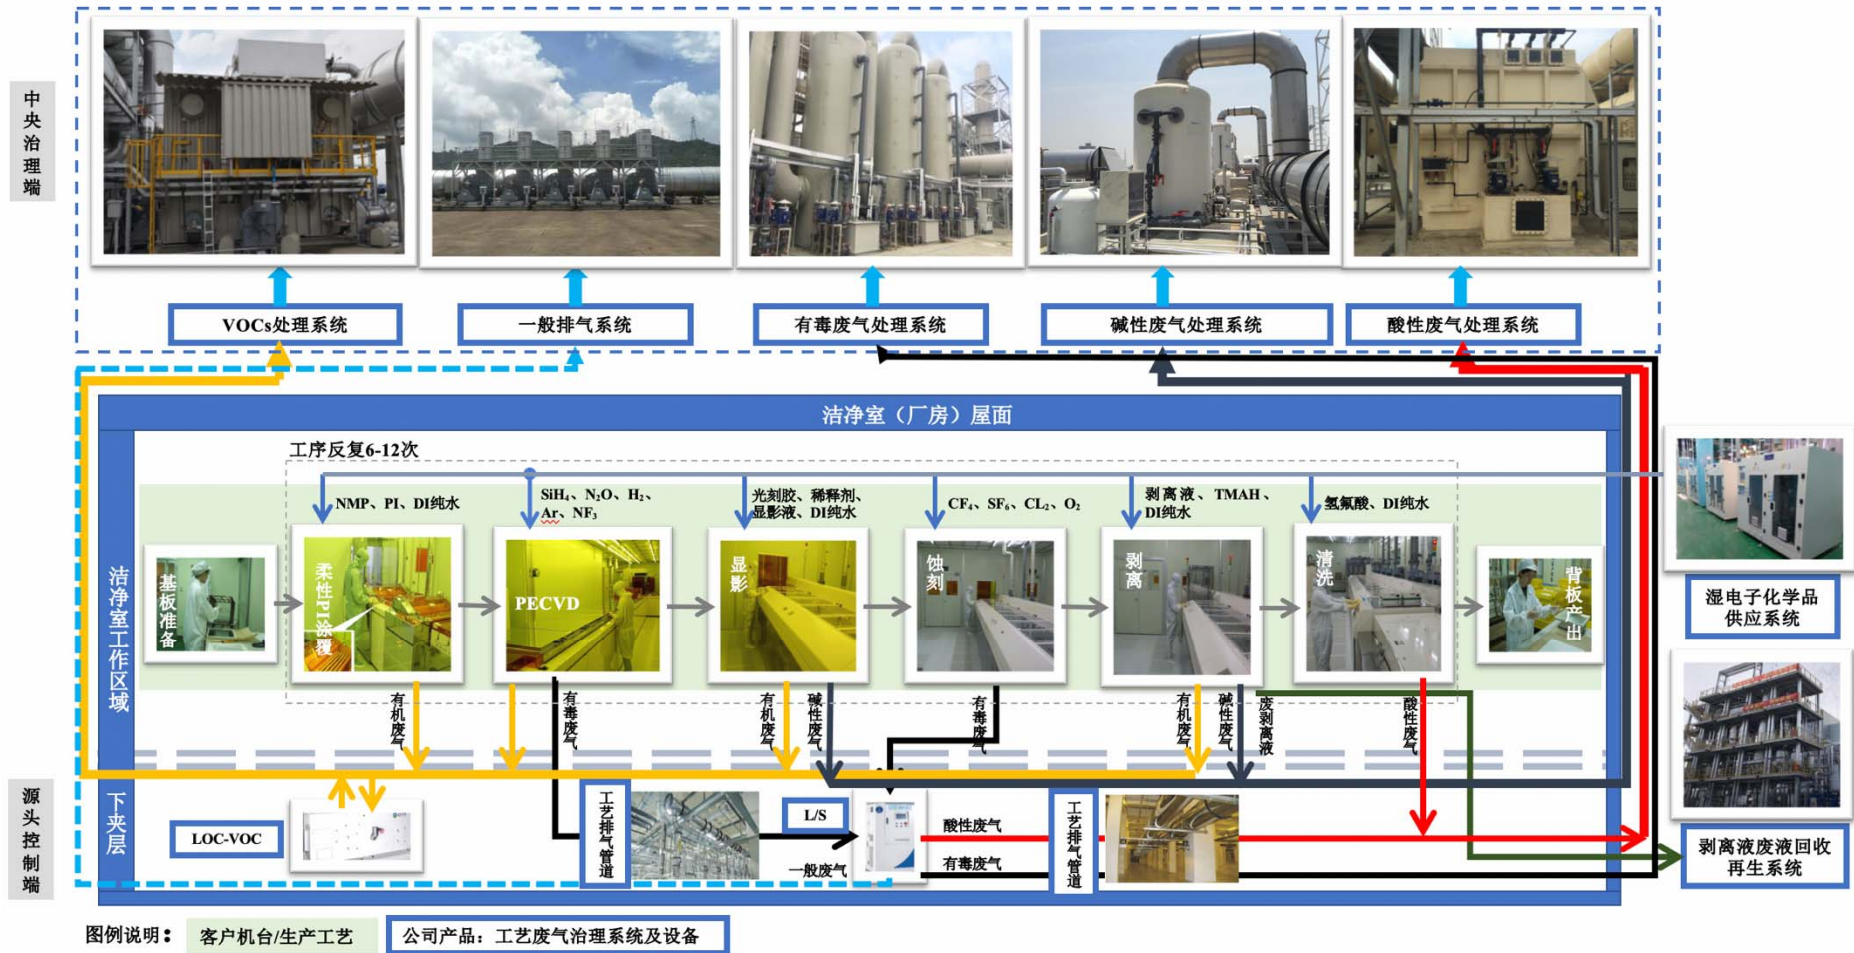 中央治理端
VOCs处理系统
一般排气系统
有毒废气处理系统
碱性废气处理系统
酸性废气处理系统
洁净室（厂房）屋面
工序反复6-12次
NMP、PI、DI纯水
SiH₄、N₂O、H₂、
Ar、NF₃
光刻胶、稀释剂、
显影液、DI纯水
CF₄、SF₆、CL₂、O₂
剥离液、TMAH、
DI纯水
氢氟酸、DI纯水
洁净室工作区域
基板准备
柔性PI涂覆
PECVD
显影
蚀刻
剥离
清洗
背板产出
湿电子化学品
供应系统
有机废气
有毒废气
有机废气
碱性废气
有毒废气
有机废气
碱性废气
废剥离液
酸性废气
源头控制端
下夹层
LOC-VOC
工艺排气管道
L/S
一般废气
酸性废气
有毒废气
工艺排气管道
剥离液废液回收
再生系统
图例说明：
客户机台/生产工艺
公司产品：工艺废气治理系统及设备